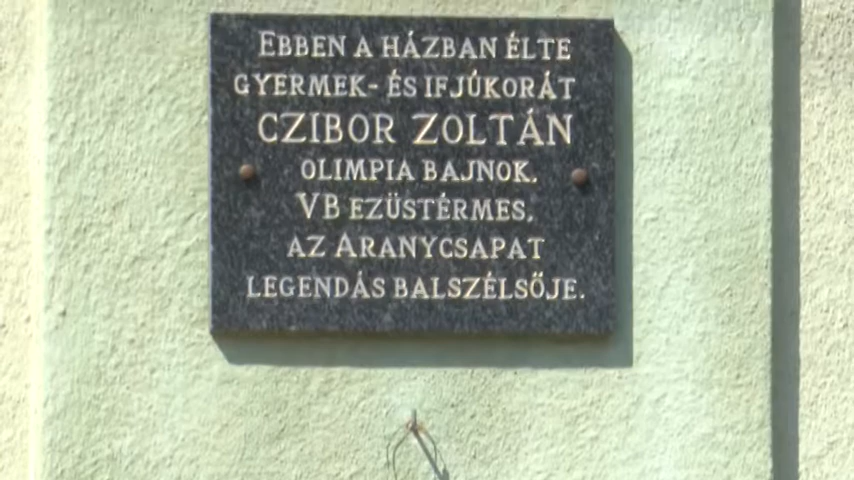 EBBEN A HÁZBAN ÉLTE
GYERMEK- ÉS IFJÚKORÁT
CZIBOR ZOLTÁN
OLIMPIA BAJNOK,
VB EZÜSTÉRMES,
AZ ARANYCSAPAT
LEGENDÁS BALSZÉLSŐJE.